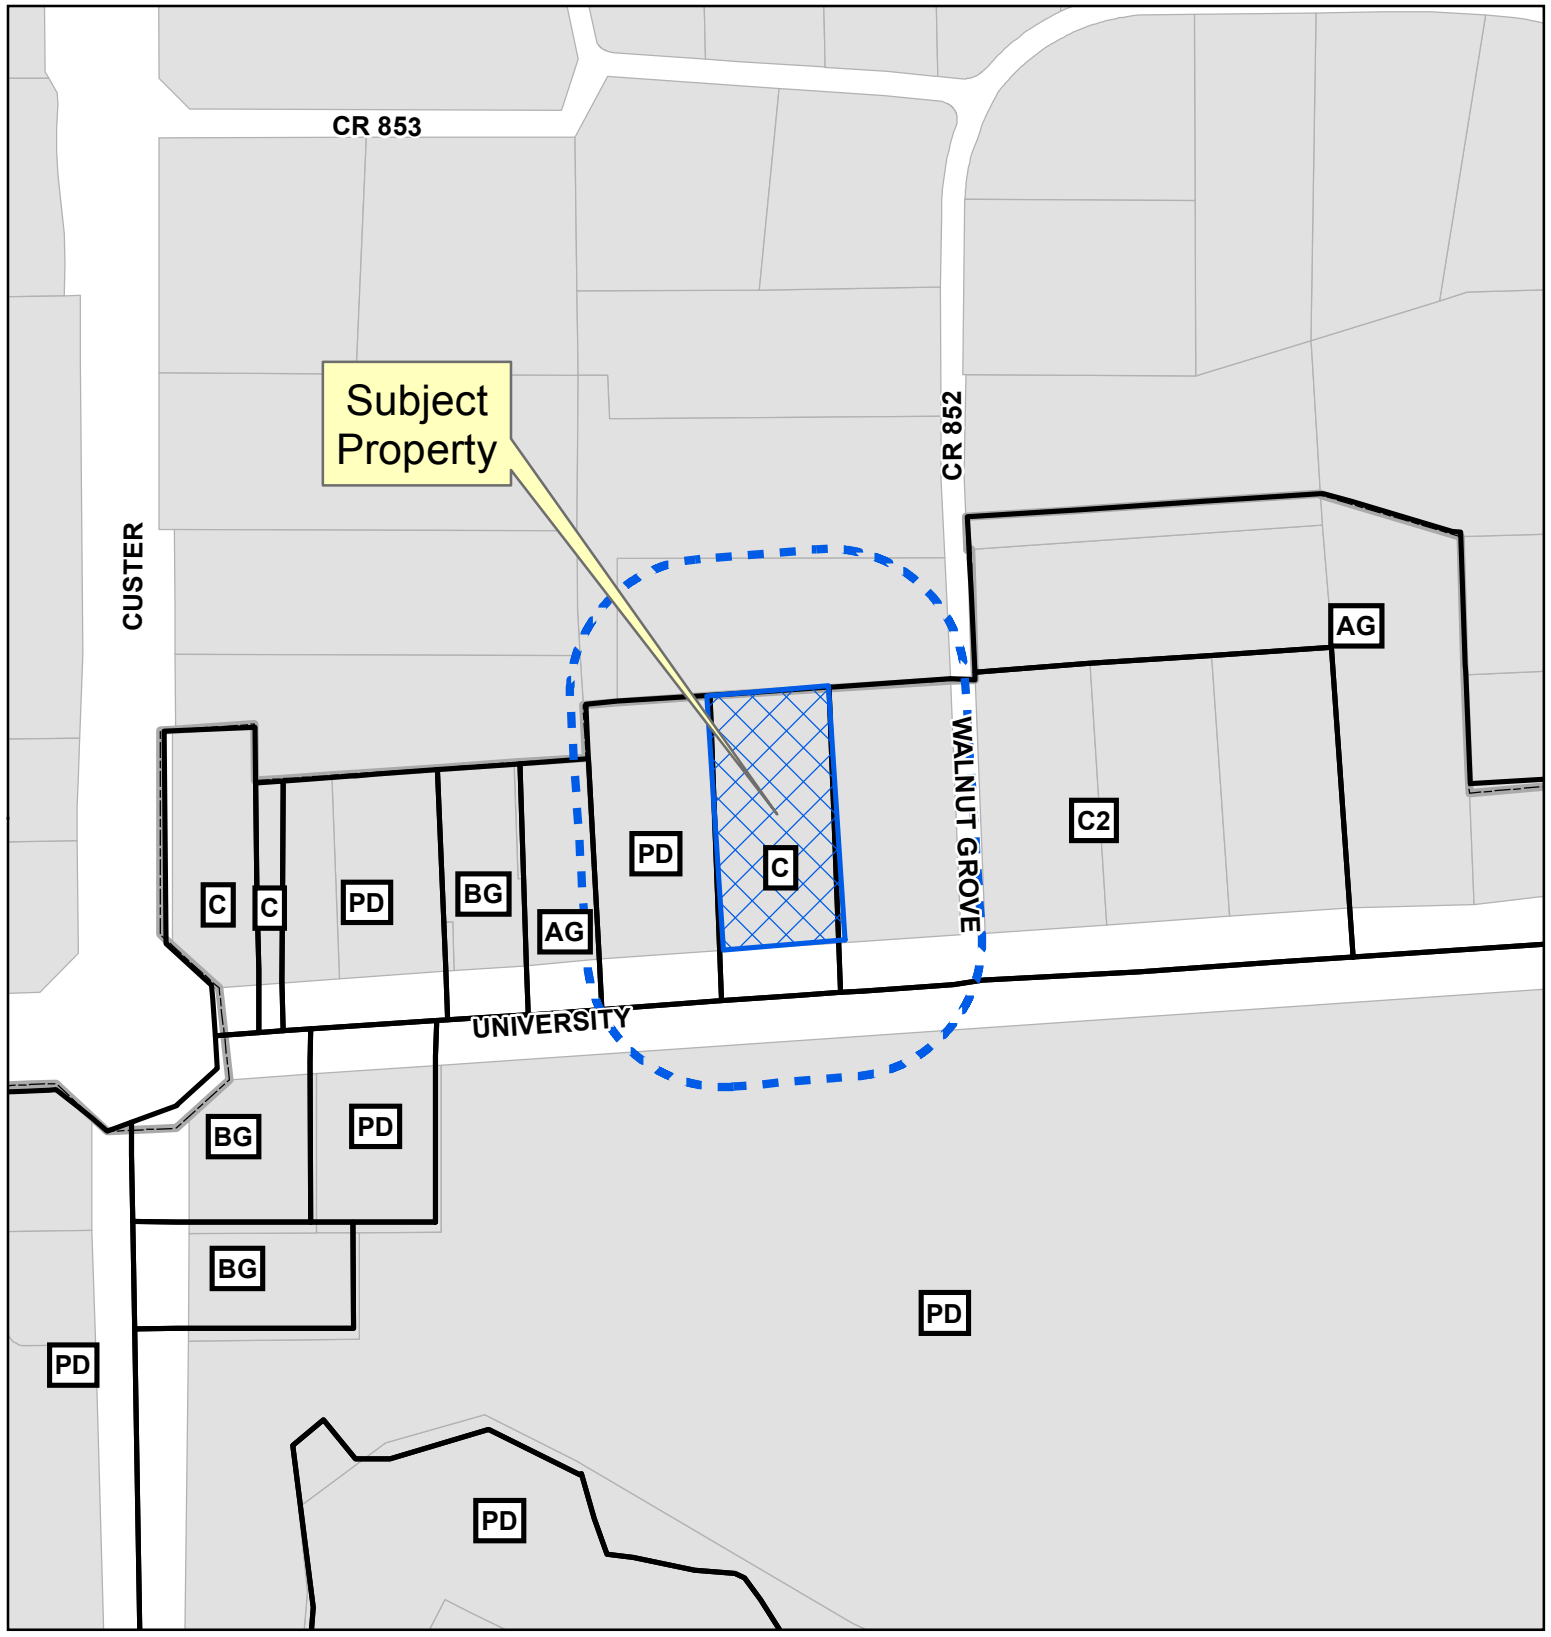 CR 853
Subject
Property
CR 852
CUSTER
AG
WALNUT GROVE
C2
PD
C
BG
PD
C
C
AG
UNIVERSITY
PD
BG
BG
PD
PD
PD